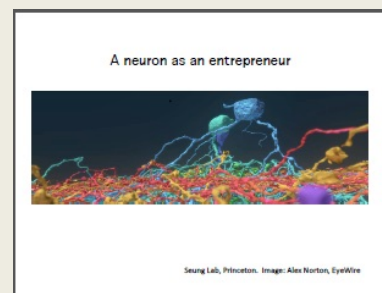 A neuron as an entrepreneur
Seung Lab, Princeton. Image: Alex Norton, EyeWire